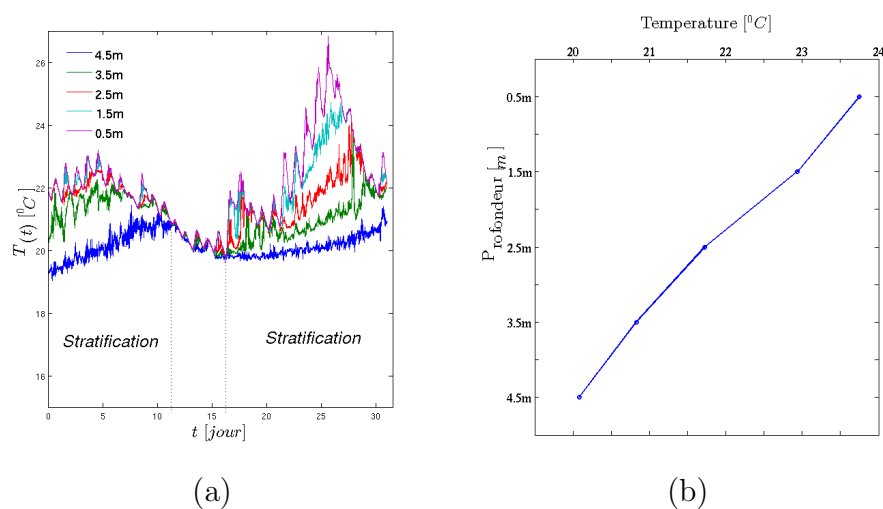 4.5m
3.5m
2.5m
1.5m
0.5m
26
24
22
20
18
16
T(t) [⁰C ]
Stratification
Stratification
0 5 10 15 20 25 30
t [jour]
(a)
Temperature [⁰C]
20 21 22 23 24
0.5m
1.5m
2.5m
3.5m
4.5m
Profondeur[m]
(b)